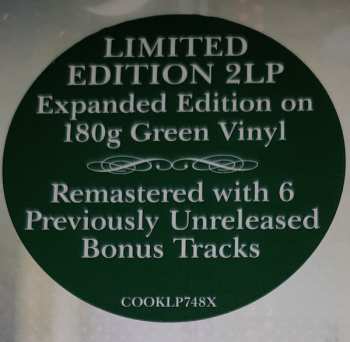 LIMITED
EDITION 2LP
Expanded Edition on
180g Green Vinyl
Remastered with 6
Previously Unreleased
Bonus Tracks
COOKLP748X